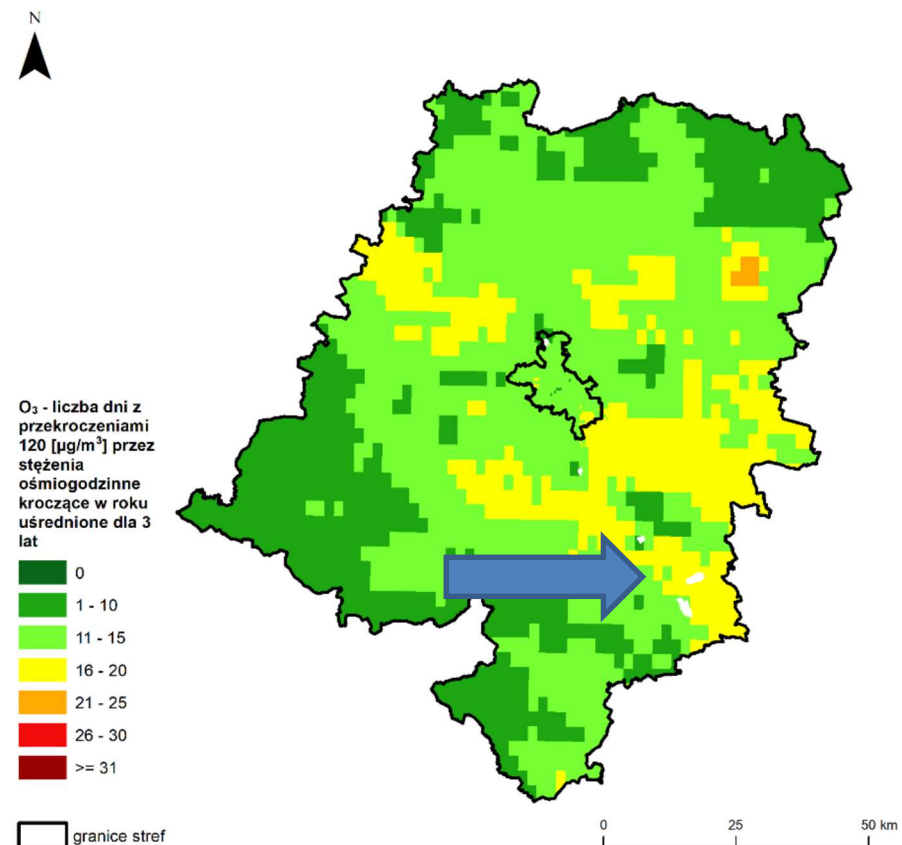 N
O₃ - liczba dni z
przekroczeniami
120 [µg/m³] przez
stężenia
ośmiogodzinne
kroczące w roku
uśrednione dla 3
lat
0
1 - 10
11 - 15
16 - 20
21 - 25
26 - 30
>= 31
granice stref
0 25 50 km